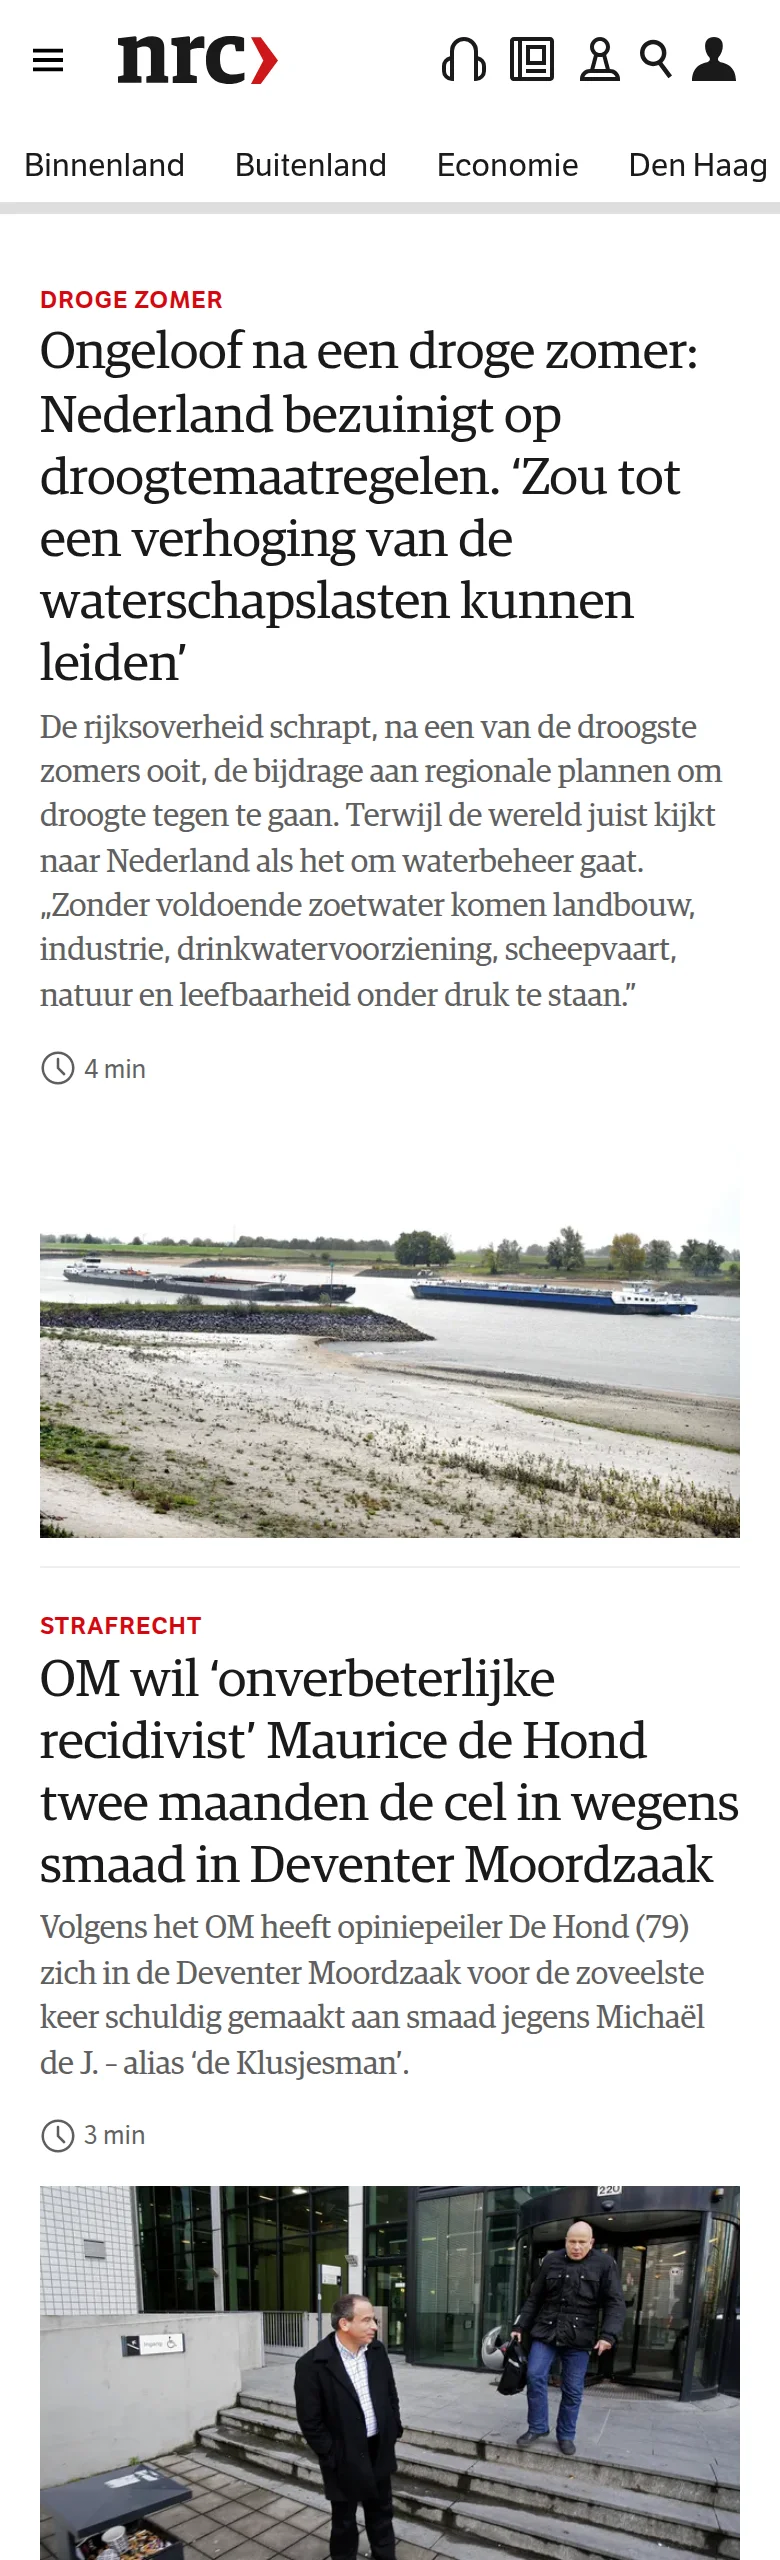 nrc
Binnenland Buitenland Economie Den Haag
DROGE ZOMER
Ongeloof na een droge zomer:
Nederland bezuinigt op
droogtemaatregelen. ‘Zou tot
een verhoging van de
waterschapslasten kunnen
leiden’
De rijksoverheid schrapt, na een van de droogste
zomers ooit, de bijdrage aan regionale plannen om
droogte tegen te gaan. Terwijl de wereld juist kijkt
naar Nederland als het om waterbeheer gaat.
„Zonder voldoende zoetwater komen landbouw,
industrie, drinkwatervoorziening, scheepvaart,
natuur en leefbaarheid onder druk te staan.”
4 min
STRAFRECHT
OM wil ‘onverbeterlijke
recidivist’ Maurice de Hond
twee maanden de cel in wegens
smaad in Deventer Moordzaak
Volgens het OM heeft opiniepeiler De Hond (79)
zich in de Deventer Moordzaak voor de zoveelste
keer schuldig gemaakt aan smaad jegens Michaël
de J. – alias ‘de Klusjesman’.
3 min
220
Ingang